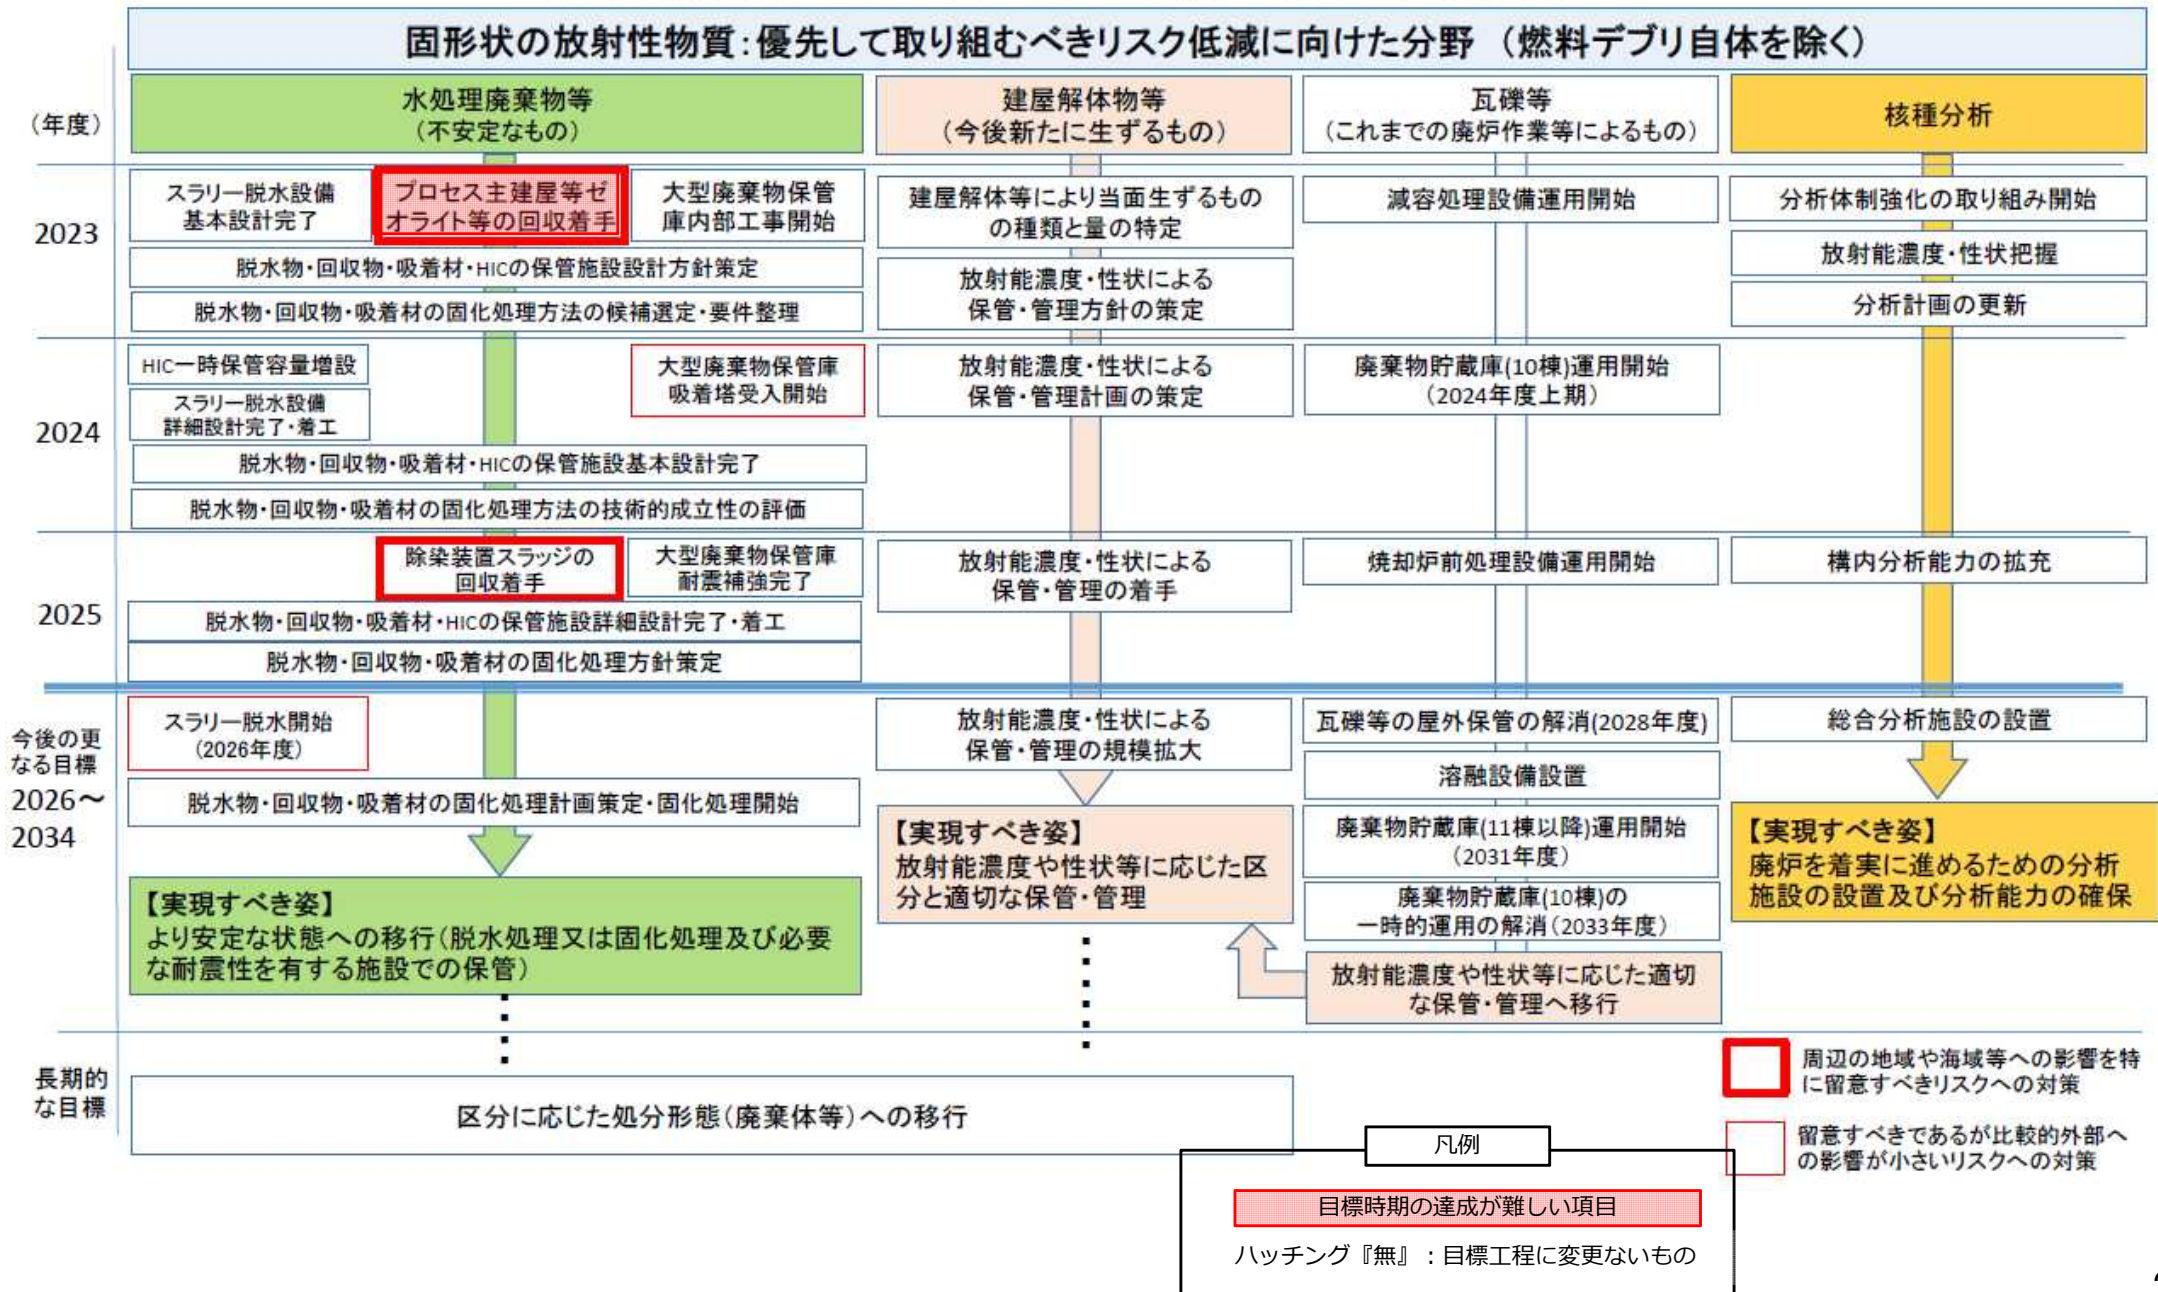 固形状の放射性物質：優先して取り組むべきリスク低減に向けた分野 （燃料デブリ自体を除く）
（年度）
水処理廃棄物等
（不安定なもの）
建屋解体物等
（今後新たに生ずるもの）
瓦礫等
（これまでの廃炉作業等によるもの）
核種分析
2023
スラリー脱水設備
基本設計完了
プロセス主建屋等ゼ
オライト等の回収着手
大型廃棄物保管
庫内部工事開始
脱水物・回収物・吸着材・HICの保管施設設計方針策定
脱水物・回収物・吸着材の固化処理方法の候補選定・要件整理
建屋解体等により当面生ずるもの
の種類と量の特定
放射能濃度・性状による
保管・管理方針の策定
減容処理設備運用開始
分析体制強化の取り組み開始
放射能濃度・性状把握
分析計画の更新
2024
HIC一時保管容量増設
スラリー脱水設備
詳細設計完了・着工
大型廃棄物保管庫
吸着塔受入開始
脱水物・回収物・吸着材・HICの保管施設基本設計完了
脱水物・回収物・吸着材の固化処理方法の技術的成立性の評価
放射能濃度・性状による
保管・管理計画の策定
廃棄物貯蔵庫(10棟)運用開始
（2024年度上期）
2025
除染装置スラッジの
回収着手
大型廃棄物保管庫
耐震補強完了
脱水物・回収物・吸着材・HICの保管施設詳細設計完了・着工
脱水物・回収物・吸着材の固化処理方針策定
放射能濃度・性状による
保管・管理の着手
焼却炉前処理設備運用開始
構内分析能力の拡充
今後の更
なる目標
2026～
2034
スラリー脱水開始
（2026年度）
脱水物・回収物・吸着材の固化処理計画策定・固化処理開始
【実現すべき姿】
より安定な状態への移行（脱水処理又は固化処理及び必要
な耐震性を有する施設での保管）
放射能濃度・性状による
保管・管理の規模拡大
【実現すべき姿】
放射能濃度や性状等に応じた区
分と適切な保管・管理
瓦礫等の屋外保管の解消(2028年度)
溶融設備設置
廃棄物貯蔵庫(11棟以降)運用開始
（2031年度）
廃棄物貯蔵庫(10棟)の
一時的運用の解消（2033年度）
放射能濃度や性状等に応じた適切
な保管・管理へ移行
総合分析施設の設置
【実現すべき姿】
廃炉を着実に進めるための分析
施設の設置及び分析能力の確保
長期的
な目標
区分に応じた処分形態（廃棄体等）への移行
周辺の地域や海域等への影響を特
に留意すべきリスクへの対策
留意すべきであるが比較的外部へ
の影響が小さいリスクへの対策
凡例
目標時期の達成が難しい項目
ハッチング『無』：目標工程に変更ないもの